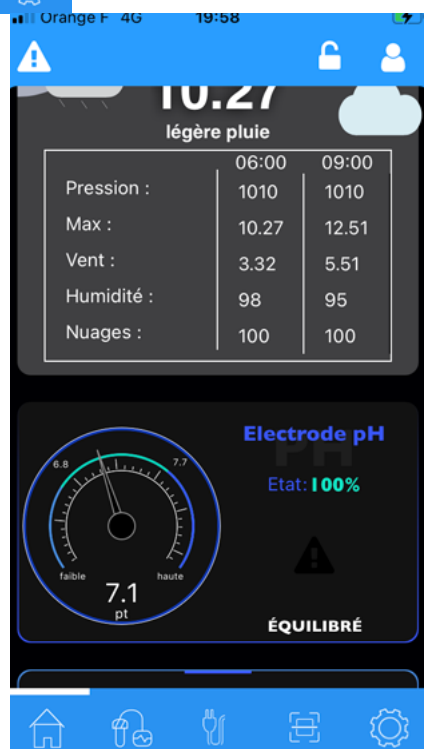 Orange F 4G 19:58
10.27
légère pluie
06:00 09:00
Pression : 1010 1010
Max : 10.27 12.51
Vent : 3.32 5.51
Humidité : 98 95
Nuages : 100 100
Electrode pH
PH
6.8 7.7
Etat: 100%
faible haute
7.1
pt
ÉQUILIBRÉ